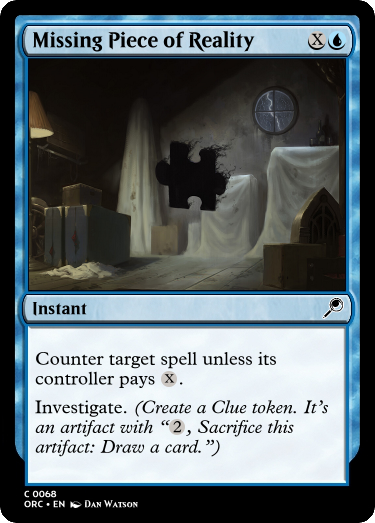 Missing Piece of Reality X
Instant
Counter target spell unless its
controller pays X.
Investigate. (Create a Clue token. It's
an artifact with “2, Sacrifice this
artifact: Draw a card.”)
C 0068
ORC • EN Dan Watson